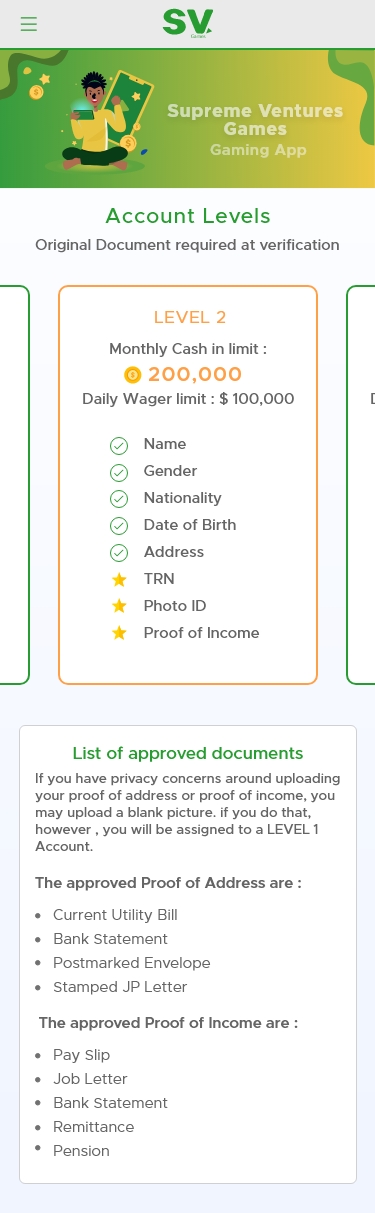 SV.
Games
Supreme Ventures
Games
Gaming App
Account Levels
Original Document required at verification
LEVEL 2
Monthly Cash in limit :
200,000
Daily Wager limit : $ 100,000
D
Name
Gender
Nationality
Date of Birth
Address
TRN
Photo ID
Proof of Income
List of approved documents
If you have privacy concerns around uploading
your proof of address or proof of income, you
may upload a blank picture. if you do that,
however , you will be assigned to a LEVEL 1
Account.
The approved Proof of Address are :
Current Utility Bill
Bank Statement
Postmarked Envelope
Stamped JP Letter
The approved Proof of Income are :
Pay Slip
Job Letter
Bank Statement
Remittance
Pension